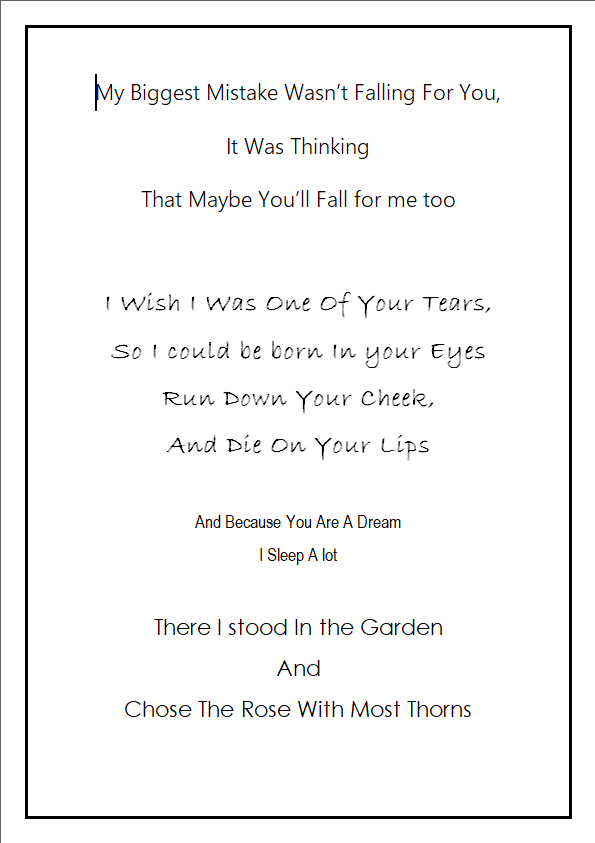 My Biggest Mistake Wasn’t Falling For You,
It Was Thinking
That Maybe You’ll Fall for me too
I Wish I Was One Of Your Tears,
So I could be born In your Eyes
Run Down Your Cheek,
And Die On Your Lips
And Because You Are A Dream
I Sleep A lot
There I stood In the Garden
And
Chose The Rose With Most Thorns